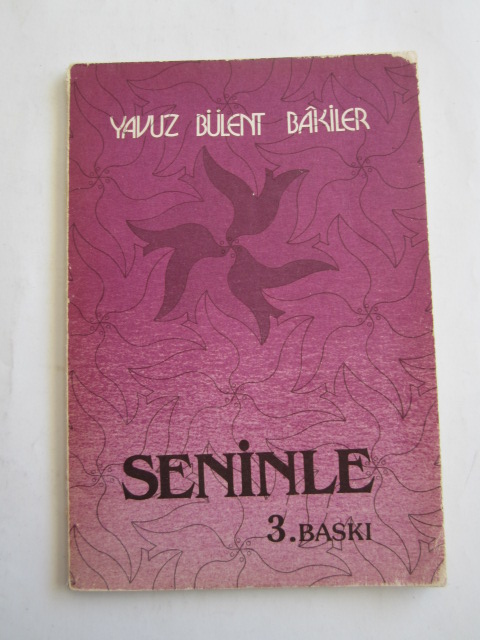 YAVUZ BÜLENT BÂKİLER
SENİNLE
3. BASKI